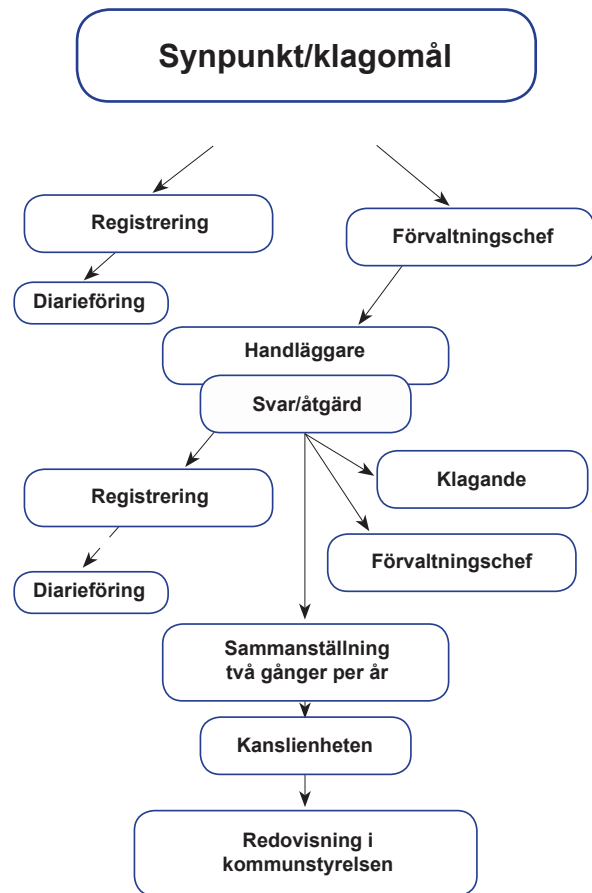 Synpunkt/klagomål
Registrering
Förvaltningschef
Diarieföring
Handläggare
Svar/åtgärd
Klagande
Registrering
Förvaltningschef
Diarieföring
Sammanställning
två gånger per år
Kanslienheten
Redovisning i
kommunstyrelsen